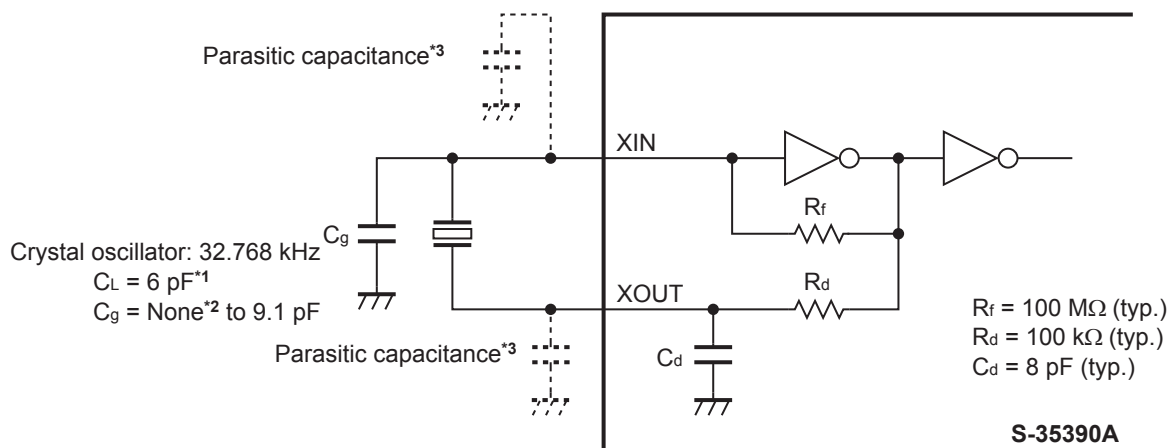 Parasitic capacitance*3
XIN
Rf
Cg
Crystal oscillator: 32.768 kHz
CL = 6 pF*1
Cg = None*2 to 9.1 pF
XOUT
Rd
Parasitic capacitance*3
Cd
Rf = 100 MΩ (typ.)
Rd = 100 kΩ (typ.)
Cd = 8 pF (typ.)
S-35390A